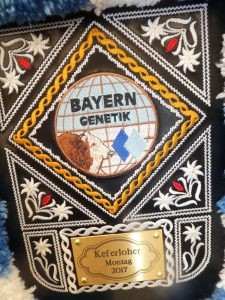 BAYERN
GENETIK
Keferloher
Montag
2017